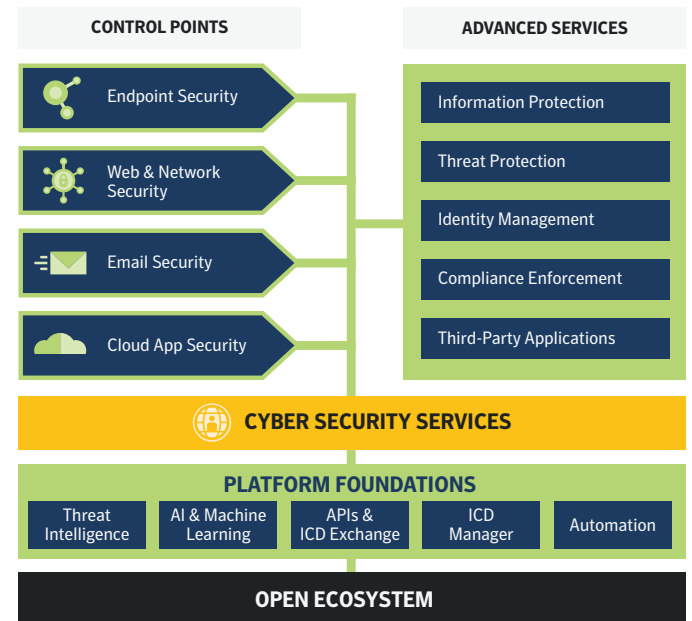 CONTROL POINTS
Endpoint Security
Web & Network
Security
Email Security
Cloud App Security
ADVANCED SERVICES
Information Protection
Threat Protection
Identity Management
Compliance Enforcement
Third-Party Applications
CYBER SECURITY SERVICES
PLATFORM FOUNDATIONS
Threat
Intelligence
AI & Machine
Learning
APIs &
ICD Exchange
ICD
Manager
Automation
OPEN ECOSYSTEM